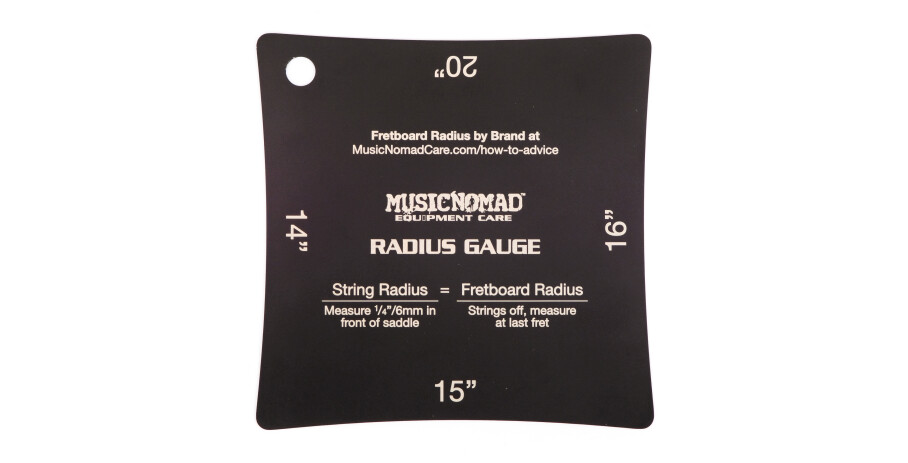 20”
Fretboard Radius by Brand at
MusicNomadCare.com/how-to-advice
MUSICNOMAD™
EQUIPMENT CARE
14”
16”
RADIUS GAUGE
String Radius = Fretboard Radius
Measure ¼”/6mm in
front of saddle
Strings off, measure
at last fret
15”